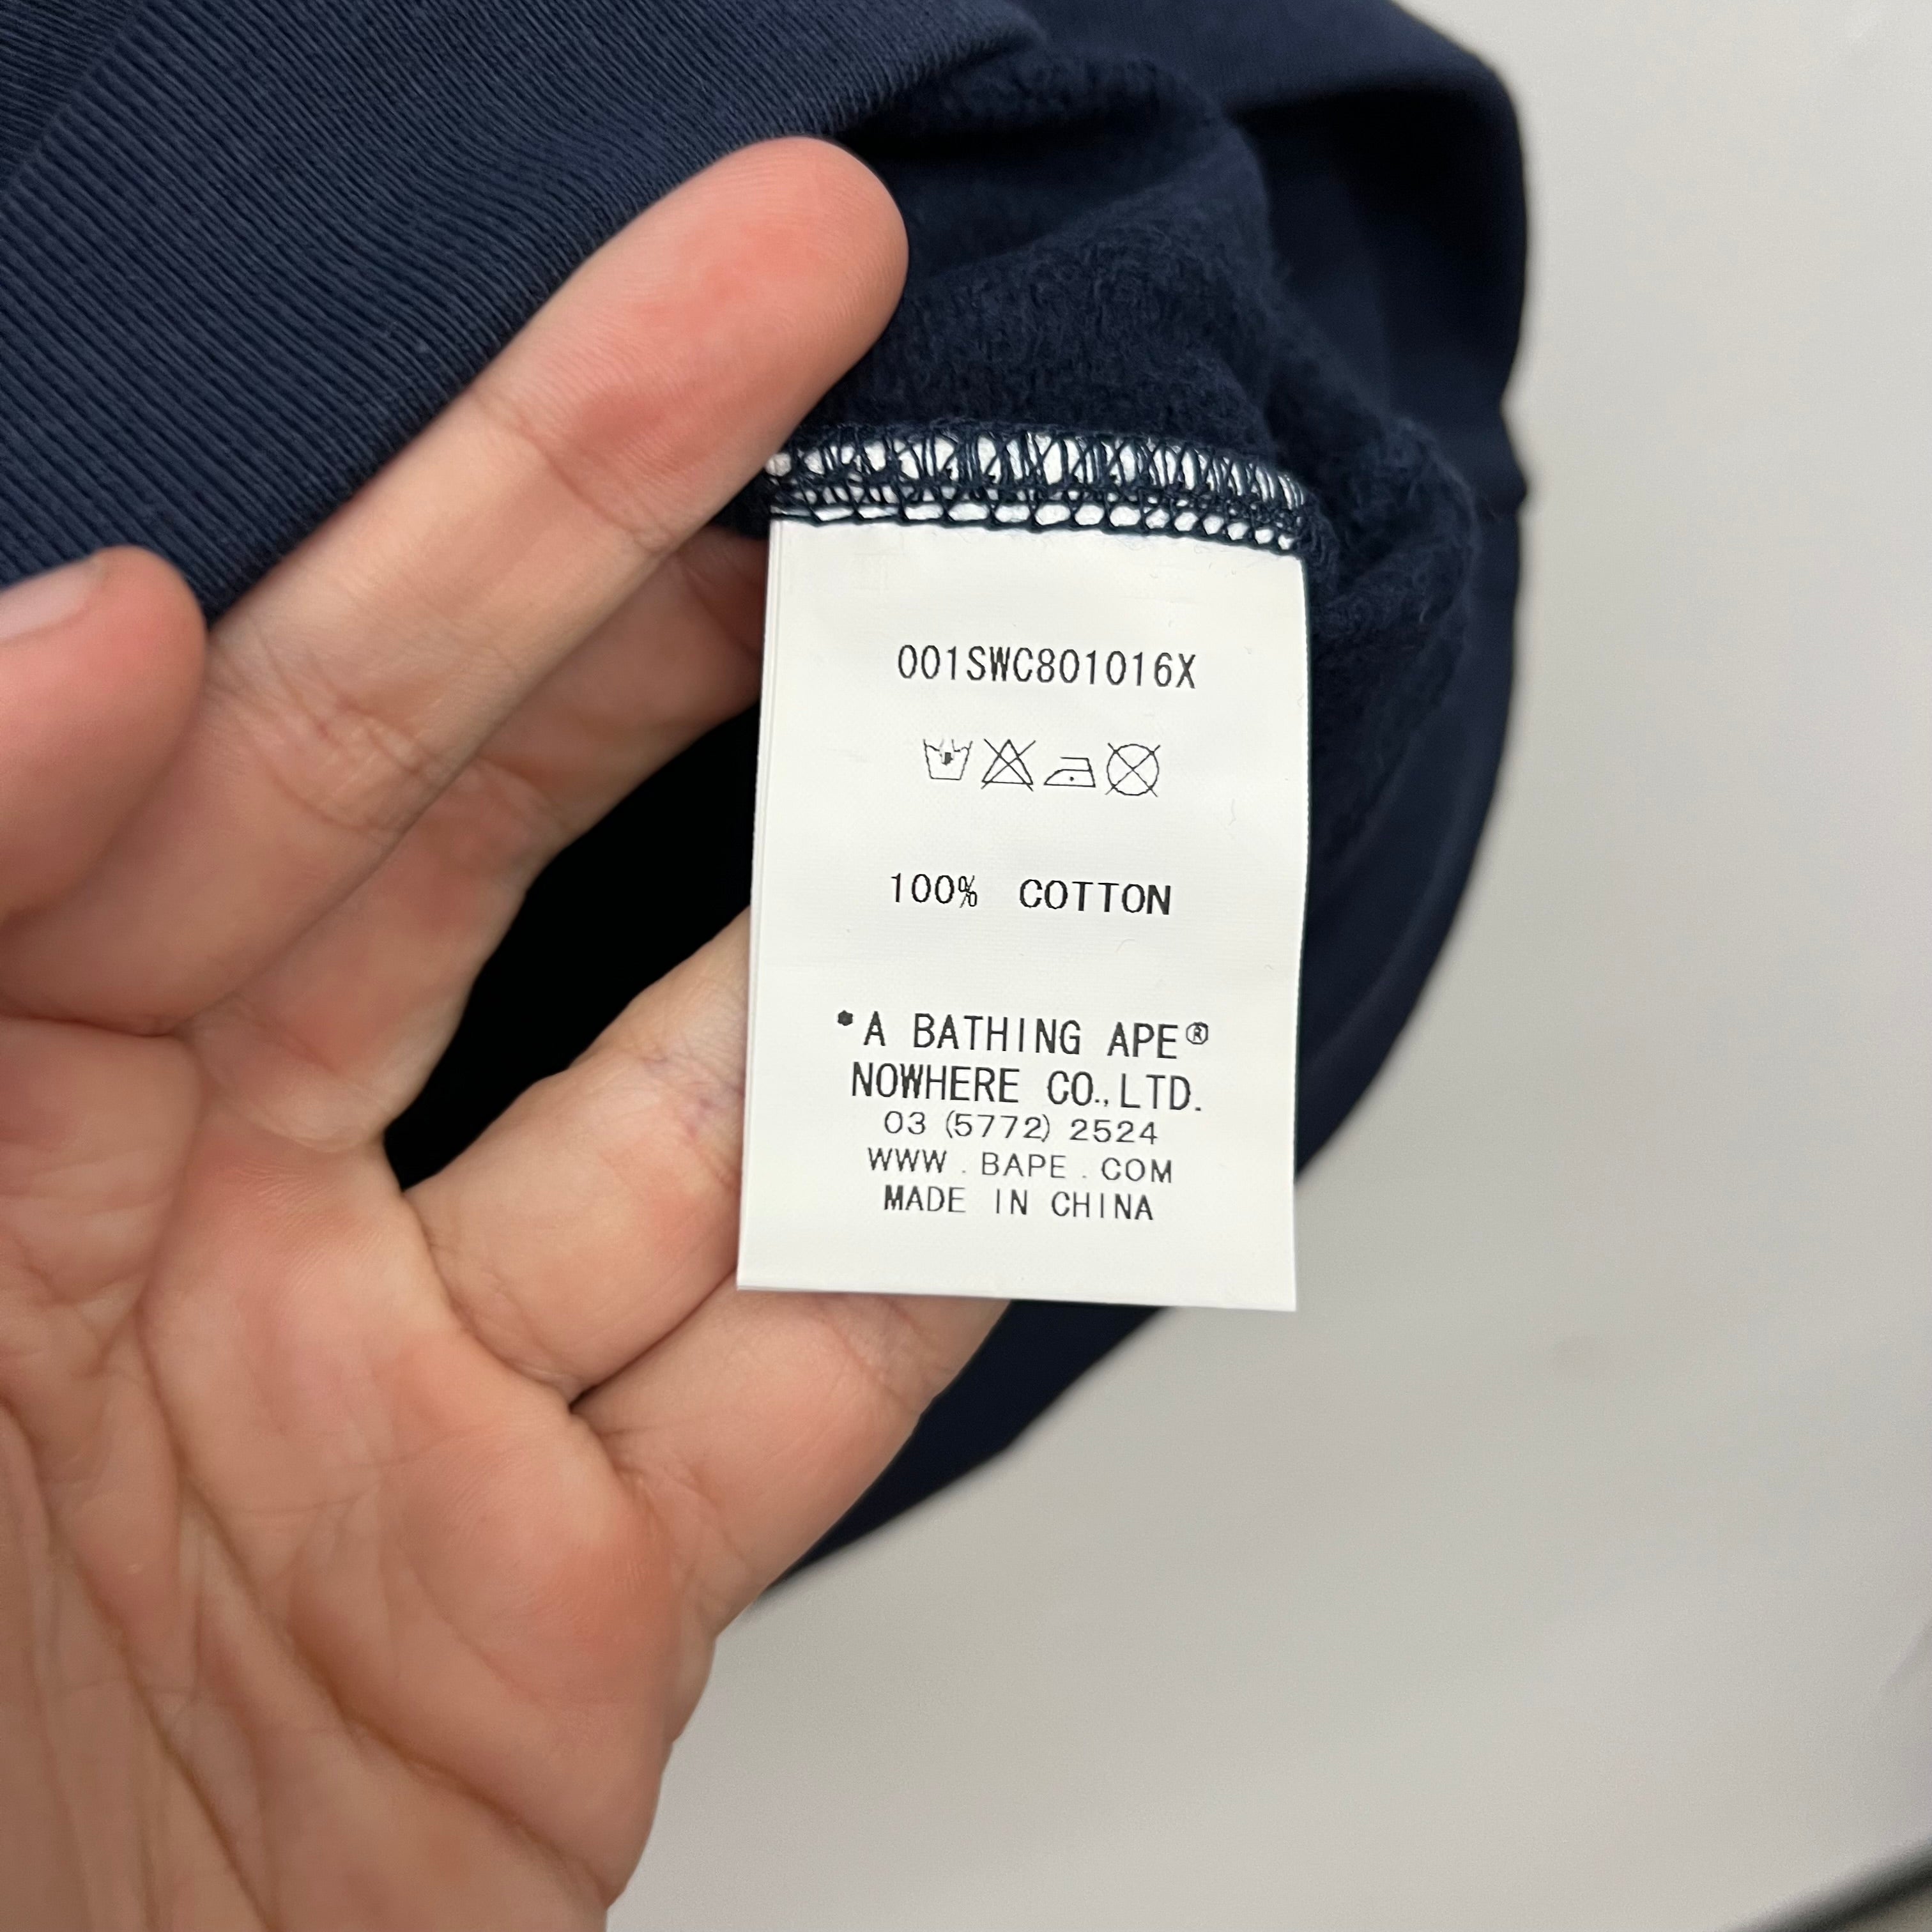 001SWC801016X
100% COTTON
*A BATHING APE®
NOWHERE CO.,LTD.
03 (5772) 2524
WWW . BAPE . COM
MADE IN CHINA